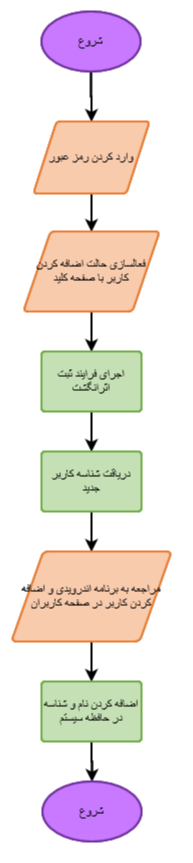 شروع
وارد کردن رمز عبور
فعالسازی حالت اضافه کردن
کاربر با صفحه کلید
اجرای فرایند ثبت
اثرانگشت
دریافت شناسه کاربر
جدید
مراجعه به برنامه اندرویدی و اضافه
کردن کاربر در صفحه کاربران
اضافه کردن نام و شناسه
در حافظه سیستم
شروع